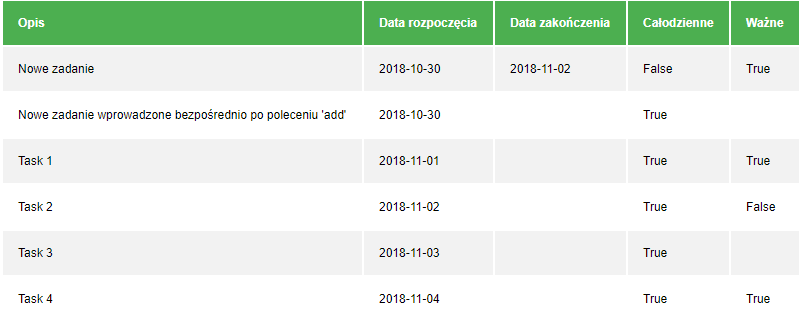 Opis Data rozpoczęcia Data zakończenia Całodzienne Ważne
Nowe zadanie 2018-10-30 2018-11-02 False True
Nowe zadanie wprowadzone bezpośrednio po poleceniu 'add' 2018-10-30 True
Task 1 2018-11-01 True True
Task 2 2018-11-02 True False
Task 3 2018-11-03 True
Task 4 2018-11-04 True True